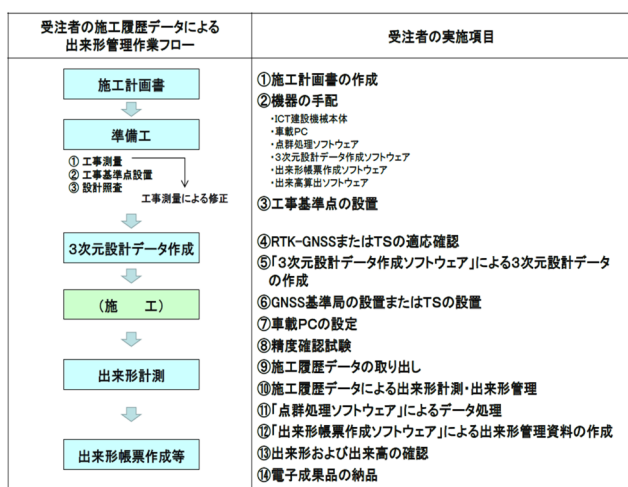 受注者の施工履歴データによる
出来形管理作業フロー
受注者の実施項目
施工計画書
準備工
① 工事測量
② 工事基準点設置
③ 設計照査
工事測量による修正
3次元設計データ作成
(施　工)
出来形計測
出来形帳票作成等
①施工計画書の作成
②機器の手配
・ICT建設機械本体
・車載PC
・点群処理ソフトウェア
・3次元設計データ作成ソフトウェア
・出来形帳票作成ソフトウェア
・出来高算出ソフトウェア
③工事基準点の設置
④RTK-GNSSまたはTSの適応確認
⑤「3次元設計データ作成ソフトウェア」による3次元設計データ
の作成
⑥GNSS基準局の設置またはTSの設置
⑦車載PCの設定
⑧精度確認試験
⑨施工履歴データの取り出し
⑩施工履歴データによる出来形計測・出来形管理
⑪「点群処理ソフトウェア」によるデータ処理
⑫「出来形帳票作成ソフトウェア」による出来形管理資料の作成
⑬出来形および出来高の確認
⑭電子成果品の納品